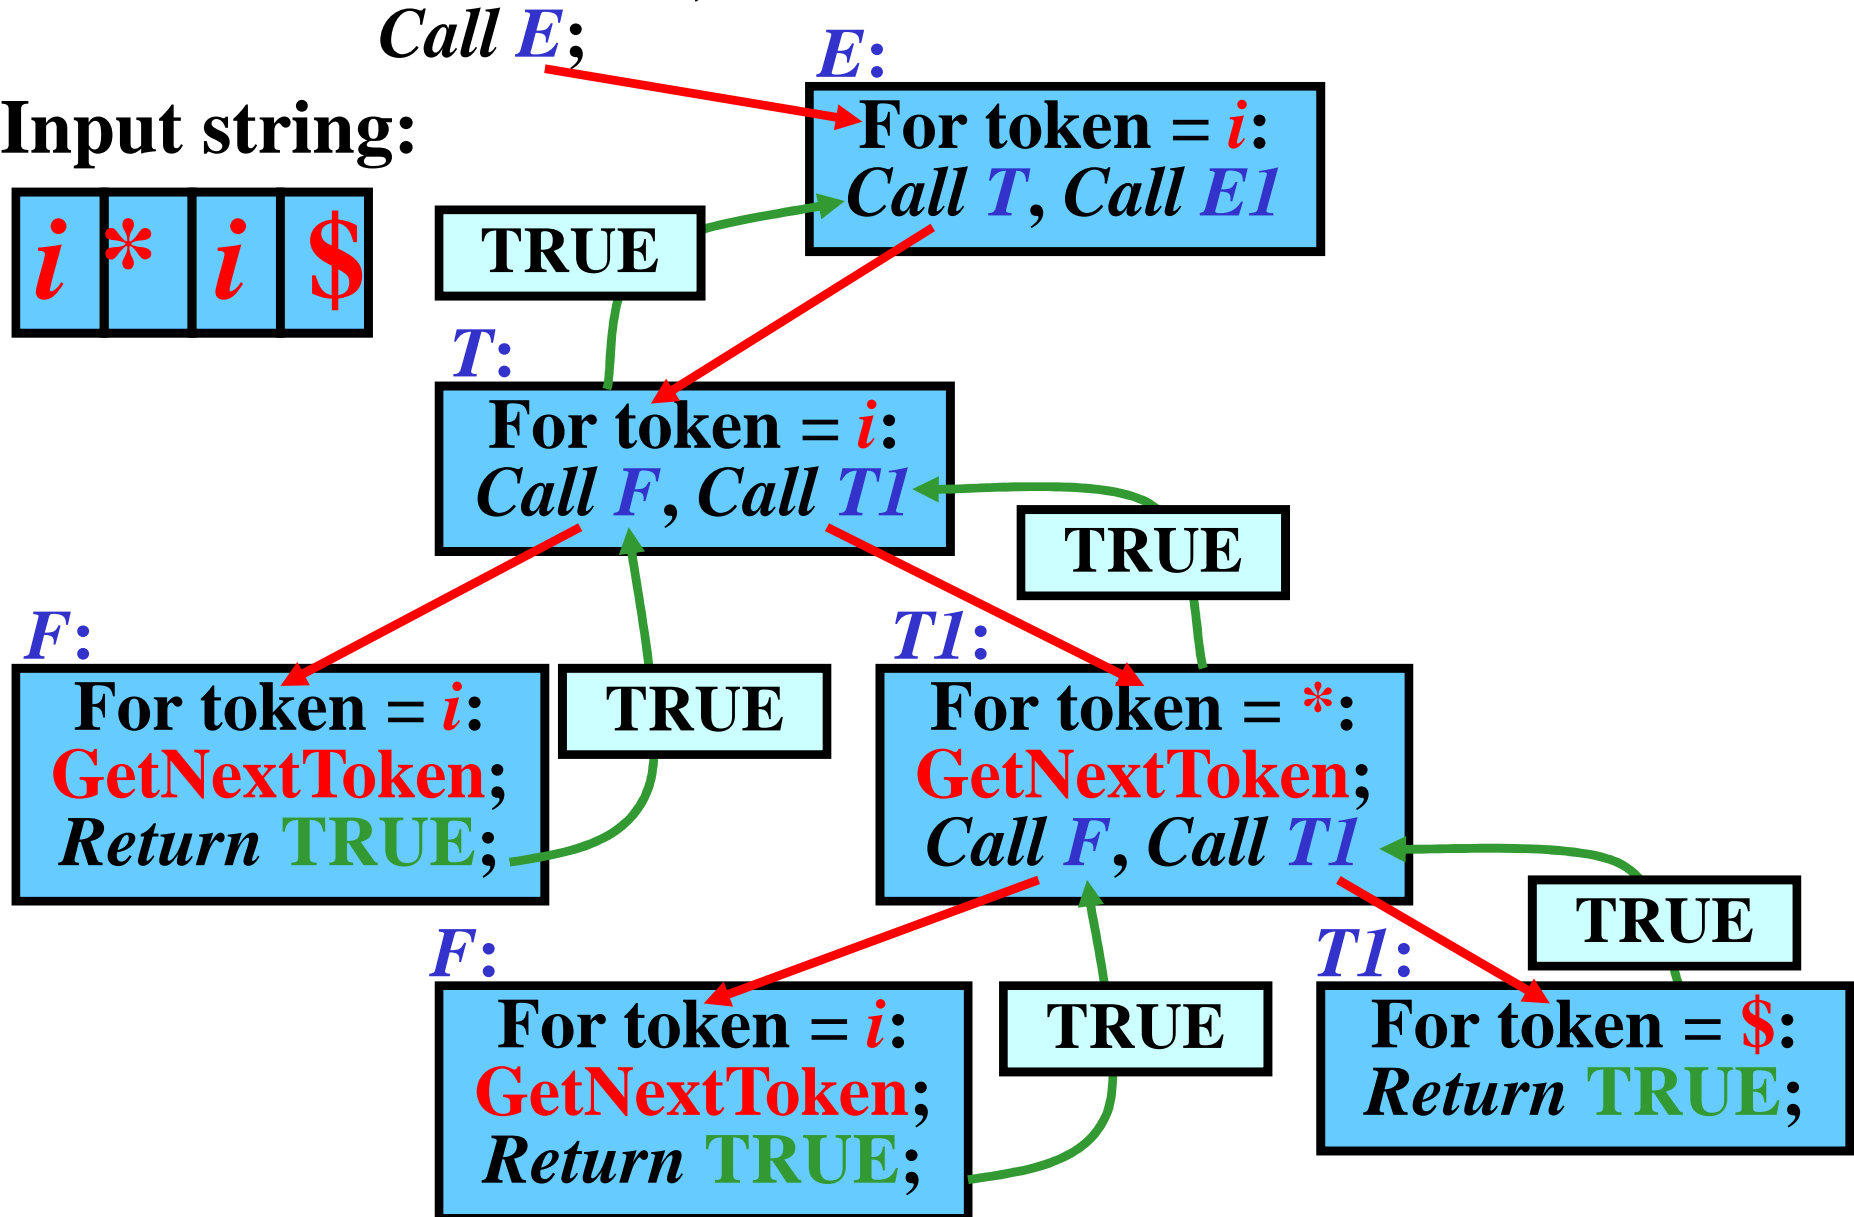 Call E;
E:
For token = i:
Call T, Call E1
Input string:
i * i $
TRUE
T:
For token = i:
Call F, Call T1
TRUE
F:
For token = i:
GetNextToken;
Return TRUE;
TRUE
T1:
For token = *:
GetNextToken;
Call F, Call T1
TRUE
F:
For token = i:
GetNextToken;
Return TRUE;
TRUE
T1:
For token = $:
Return TRUE;